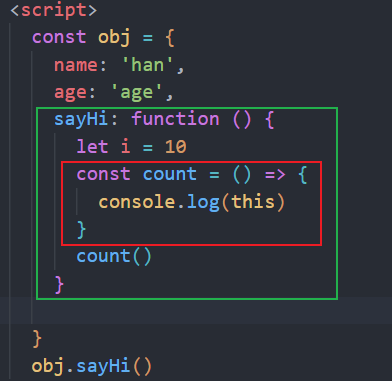 <script>
const obj = {
name: 'han',
age: 'age',
sayHi: function () {
let i = 10
const count = () => {
console.log(this)
}
count()
}
}
obj.sayHi()